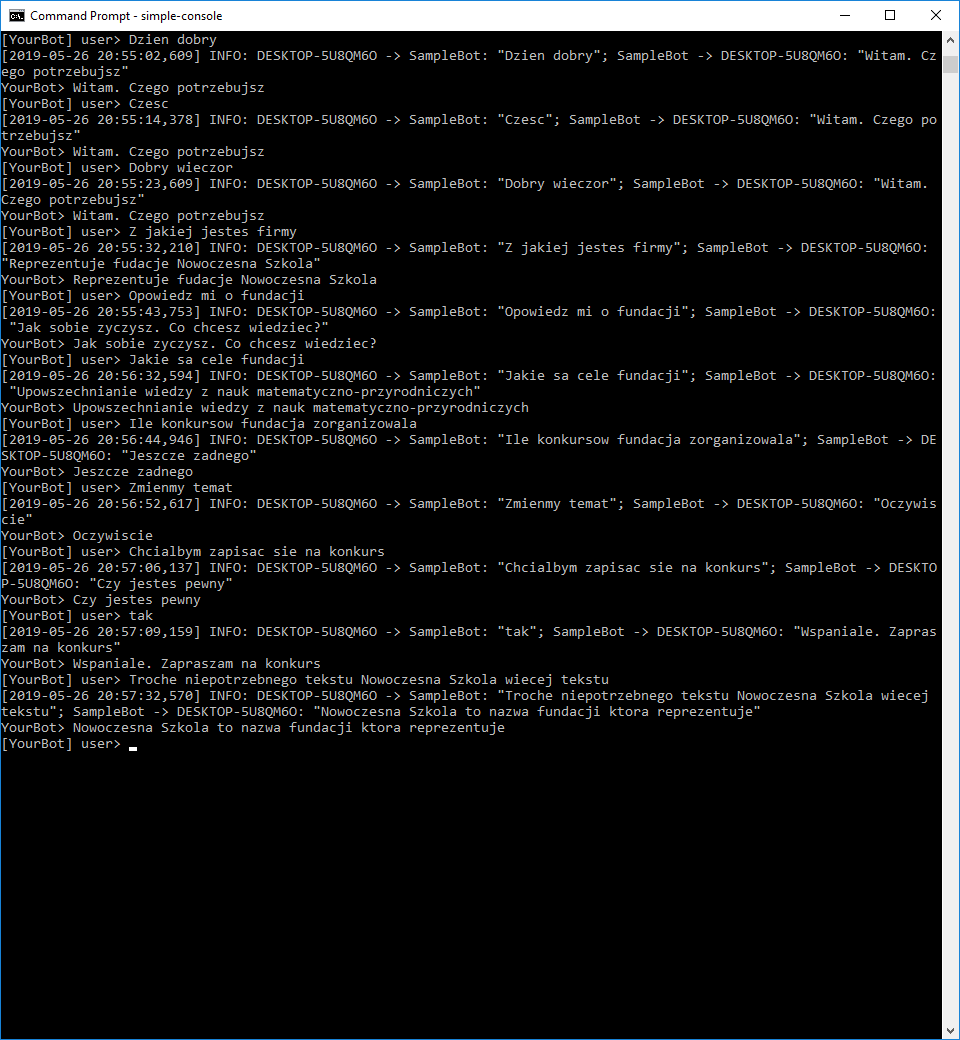 Command Prompt - simple-console
[YourBot] user> Dzien dobry
[2019-05-26 20:55:02,609] INFO: DESKTOP-5U8QM6O -> SampleBot: "Dzien dobry"; SampleBot -> DESKTOP-5U8QM6O: "Witam. Cz
ego potrzebujsz"
YourBot> Witam. Czego potrzebujsz
[YourBot] user> Czesc
[2019-05-26 20:55:14,378] INFO: DESKTOP-5U8QM6O -> SampleBot: "Czesc"; SampleBot -> DESKTOP-5U8QM6O: "Witam. Czego po
trzebujsz"
YourBot> Witam. Czego potrzebujsz
[YourBot] user> Dobry wieczor
[2019-05-26 20:55:23,609] INFO: DESKTOP-5U8QM6O -> SampleBot: "Dobry wieczor"; SampleBot -> DESKTOP-5U8QM6O: "Witam.
Czego potrzebujsz"
YourBot> Witam. Czego potrzebujsz
[YourBot] user> Z jakiej jestes firmy
[2019-05-26 20:55:32,210] INFO: DESKTOP-5U8QM6O -> SampleBot: "Z jakiej jestes firmy"; SampleBot -> DESKTOP-5U8QM6O:
"Reprezentuje fudacje Nowoczesna Szkola"
YourBot> Reprezentuje fudacje Nowoczesna Szkola
[YourBot] user> Opowiedz mi o fundacji
[2019-05-26 20:55:43,753] INFO: DESKTOP-5U8QM6O -> SampleBot: "Opowiedz mi o fundacji"; SampleBot -> DESKTOP-5U8QM6O:
"Jak sobie zyczysz. Co chcesz wiedziec?"
YourBot> Jak sobie zyczysz. Co chcesz wiedziec?
[YourBot] user> Jakie sa cele fundacji
[2019-05-26 20:56:32,594] INFO: DESKTOP-5U8QM6O -> SampleBot: "Jakie sa cele fundacji"; SampleBot -> DESKTOP-5U8QM6O:
"Upowszechnianie wiedzy z nauk matematyczno-przyrodniczych"
YourBot> Upowszechnianie wiedzy z nauk matematyczno-przyrodniczych
[YourBot] user> Ile konkursow fundacja zorganizowala
[2019-05-26 20:56:44,946] INFO: DESKTOP-5U8QM6O -> SampleBot: "Ile konkursow fundacja zorganizowala"; SampleBot -> DE
SKTOP-5U8QM6O: "Jeszcze zadnego"
YourBot> Jeszcze zadnego
[YourBot] user> Zmienmy temat
[2019-05-26 20:56:52,617] INFO: DESKTOP-5U8QM6O -> SampleBot: "Zmienmy temat"; SampleBot -> DESKTOP-5U8QM6O: "Oczywis
cie"
YourBot> Oczywiscie
[YourBot] user> Chcialbym zapisac sie na konkurs
[2019-05-26 20:57:06,137] INFO: DESKTOP-5U8QM6O -> SampleBot: "Chcialbym zapisac sie na konkurs"; SampleBot -> DESKTO
P-5U8QM6O: "Czy jestes pewny"
YourBot> Czy jestes pewny
[YourBot] user> tak
[2019-05-26 20:57:09,159] INFO: DESKTOP-5U8QM6O -> SampleBot: "tak"; SampleBot -> DESKTOP-5U8QM6O: "Wspaniale. Zapras
zam na konkurs"
YourBot> Wspaniale. Zapraszam na konkurs
[YourBot] user> Troche niepotrzebnego tekstu Nowoczesna Szkola wiecej tekstu
[2019-05-26 20:57:32,570] INFO: DESKTOP-5U8QM6O -> SampleBot: "Troche niepotrzebnego tekstu Nowoczesna Szkola wiecej
tekstu"; SampleBot -> DESKTOP-5U8QM6O: "Nowoczesna Szkola to nazwa fundacji ktora reprezentuje"
YourBot> Nowoczesna Szkola to nazwa fundacji ktora reprezentuje
[YourBot] user>